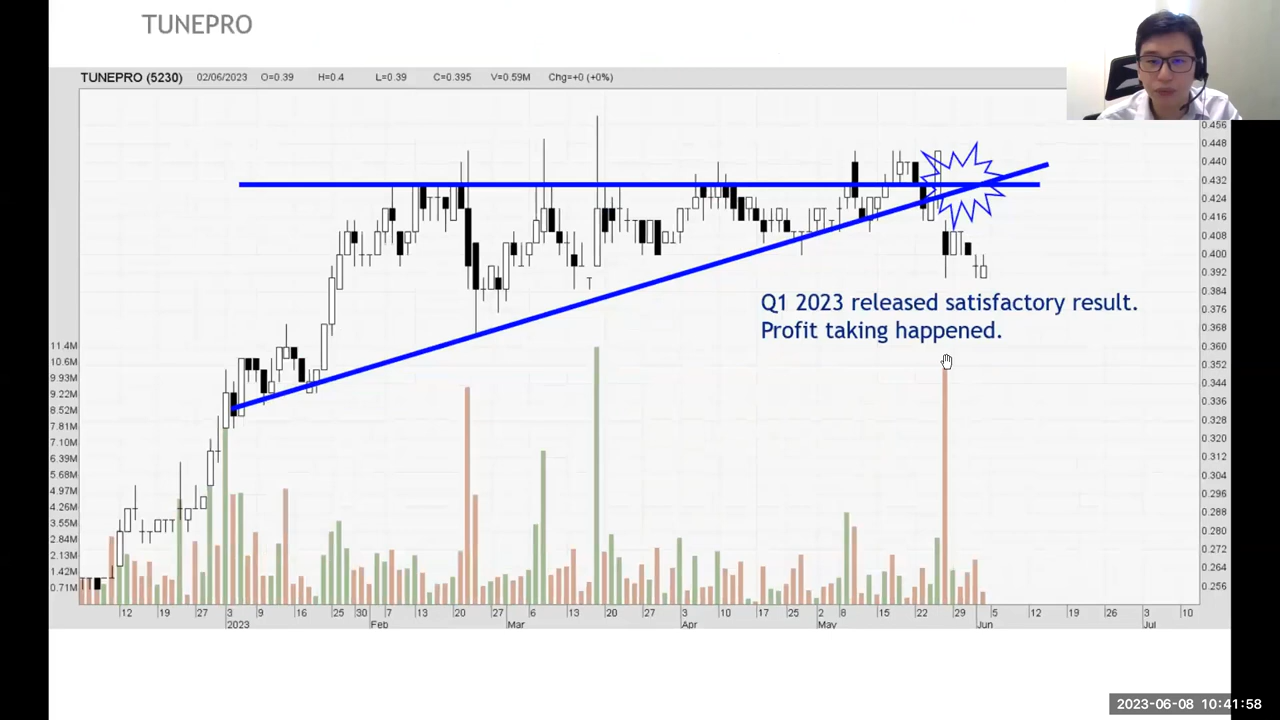 TUNEPRO
TUNEPRO (5230) 02/06/2023 O=0.39 H=0.4 L=0.39 C=0.395 V=0.59M Chg=+0 (+0%)
0.456
0.448
0.440
0.432
0.424
0.416
0.408
0.400
0.392
0.384
0.376
0.368
0.360
0.352
0.344
0.336
0.328
0.320
0.312
0.304
0.296
0.288
0.280
0.272
0.264
0.256
Q1 2023 released satisfactory result.
Profit taking happened.
11.4M
10.6M
9.93M
9.22M
8.52M
7.81M
7.10M
6.39M
5.68M
4.97M
4.26M
3.55M
2.84M
2.13M
1.42M
0.71M
12 19 27 3 9 16 25 30 7 13 20 27 6 13 20 27 3 10 17 25 2 8 15 22 29 5 12 19 26 3 10
2023 Feb Mar Apr May Jun Jul
2023-06-08 10:41:58